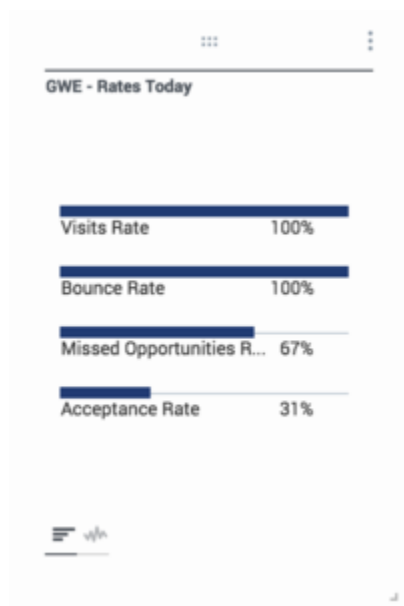 GWE - Rates Today
Visits Rate 100%
Bounce Rate 100%
Missed Opportunities R... 67%
Acceptance Rate 31%